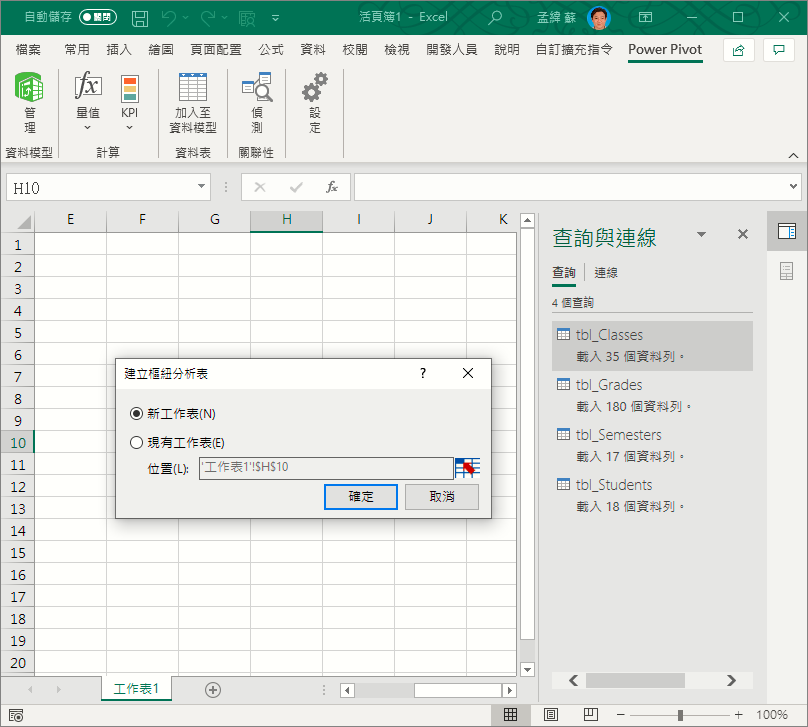 自動儲存 關閉 活頁簿1 - Excel 孟緯 蘇
檔案 常用 插入 繪圖 頁面配置 公式 資料 校閱 檢視 開發人員 說明 自訂擴充指令 Power Pivot
管理
量值
KPI
加入至
資料模型
偵測
設定
資料模型 計算 資料表 關聯性
H10
fx
E F G H I J K
1
2
3
4
5
6
7
8
9
10
11
12
13
14
15
16
17
18
19
20
建立樞紐分析表 ?
新工作表(N)
現有工作表(E)
位置(L): '工作表1'!$H$10
確定 取消
查詢與連線
查詢 連線
4 個查詢
tbl_Classes
載入 35 個資料列。
tbl_Grades
載入 180 個資料列。
tbl_Semesters
載入 17 個資料列。
tbl_Students
載入 18 個資料列。
工作表1
100%